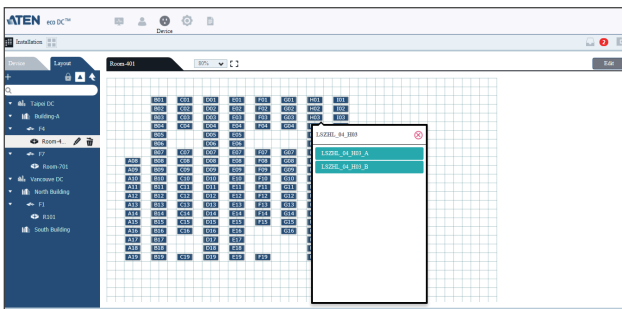 ATEN eco DC™
Device
Installation
2
Device Layout Room-401 80% Edit
Taipei DC
Building-A
F4
Room-4...
F7
Room-701
Vancouve DC
North Building
F1
R101
South Building
B01 C01 D01 E01 F01 G01 H01 I01
B02 C02 D02 E02 F02 G02 H02 I02
B03 C03 D03 E03 F03 G03 H03 I03
B04 C04 D04 E04 F04 G04
B05 D05 E05
B06 D06 E06
B07 C07 D07 E07 F07 G07
A08 B08 C08 D08 E08 F08 G08
A09 B09 C09 D09 E09 F09 G09
A10 B10 C10 D10 E10 F10 G10
A11 B11 C11 D11 E11 F11 G11
A12 B12 C12 D12 E12 F12 G12
A13 B13 C13 D13 E13 F13 G13
A14 B14 C14 D14 E14 F14 G14
A15 B15 C15 D15 E15 F15 G15
A16 B16 C16 D16 E16 G16
A17 B17 D17 E17
A18 B18 D18 E18
A19 B19 C19 D19 E19 F19
LSZHL_04_H03
LSZHL_04_H03_A
LSZHL_04_H03_B